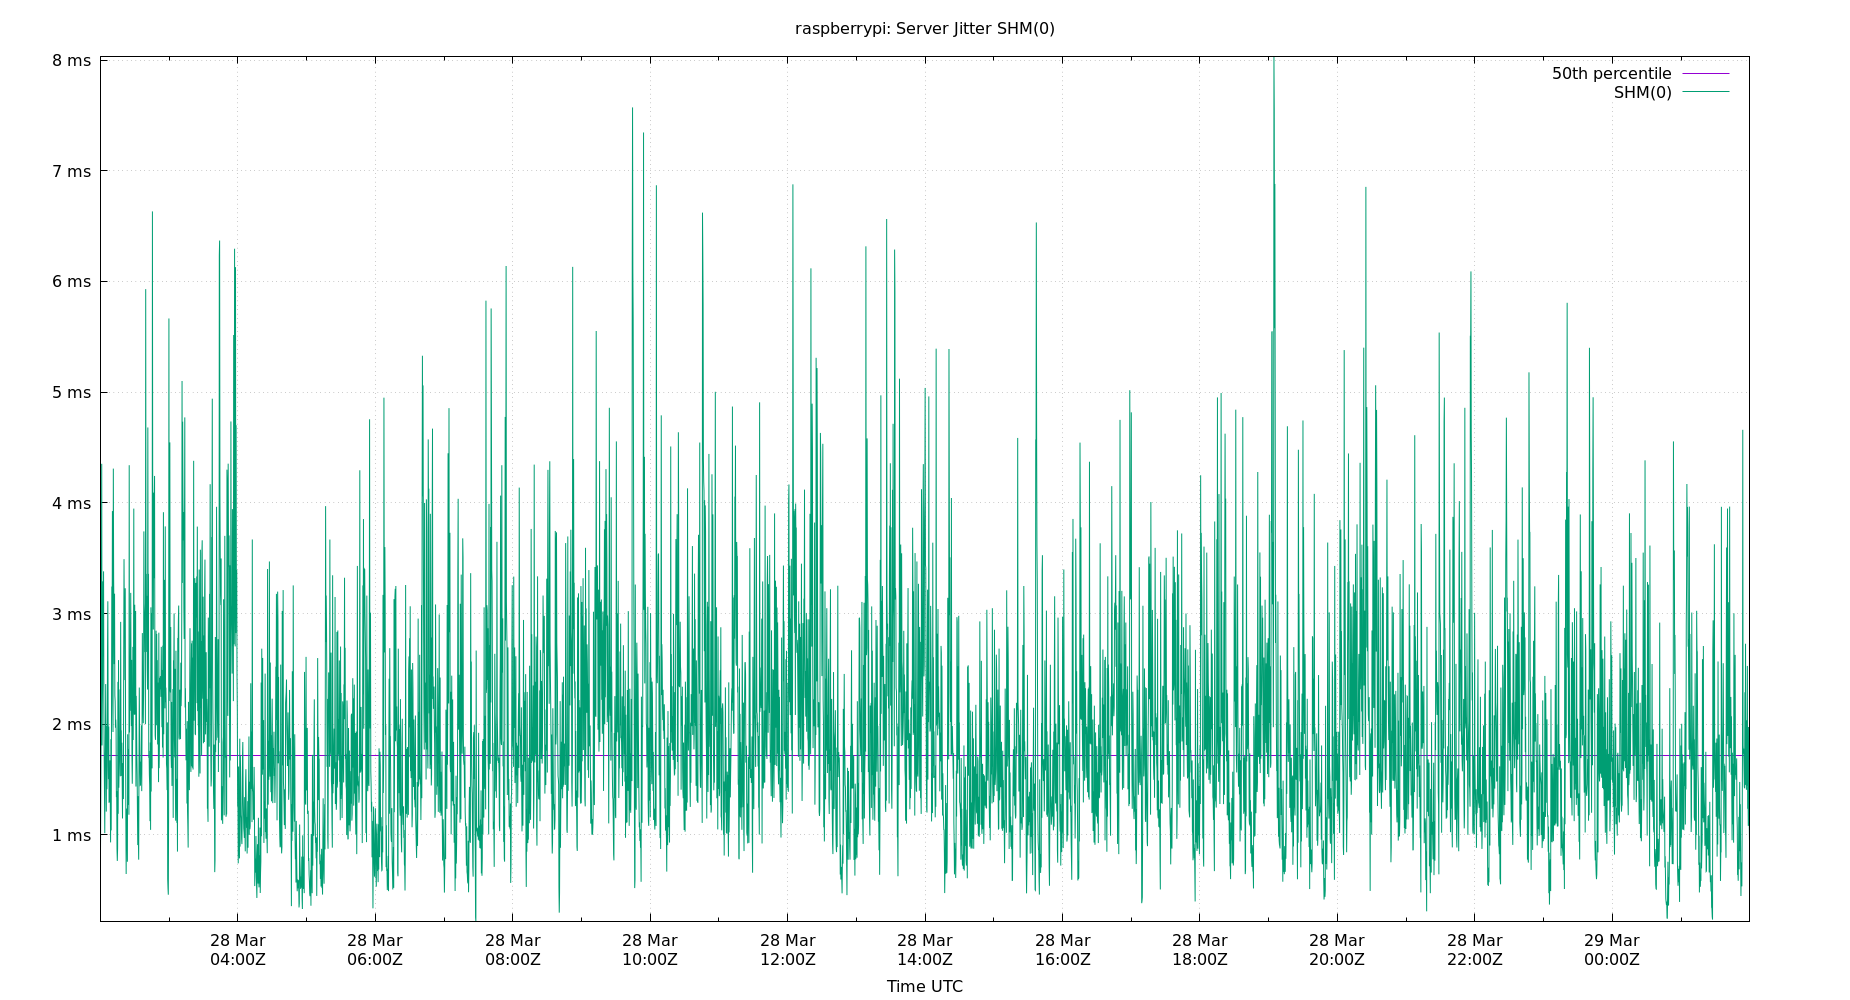 raspberrypi: Server Jitter SHM(0)
50th percentile
SHM(0)
8 ms
7 ms
6 ms
5 ms
4 ms
3 ms
2 ms
1 ms
28 Mar 28 Mar 28 Mar 28 Mar 28 Mar 28 Mar 28 Mar 28 Mar 28 Mar 28 Mar 29 Mar
04:00Z 06:00Z 08:00Z 10:00Z 12:00Z 14:00Z 16:00Z 18:00Z 20:00Z 22:00Z 00:00Z
Time UTC